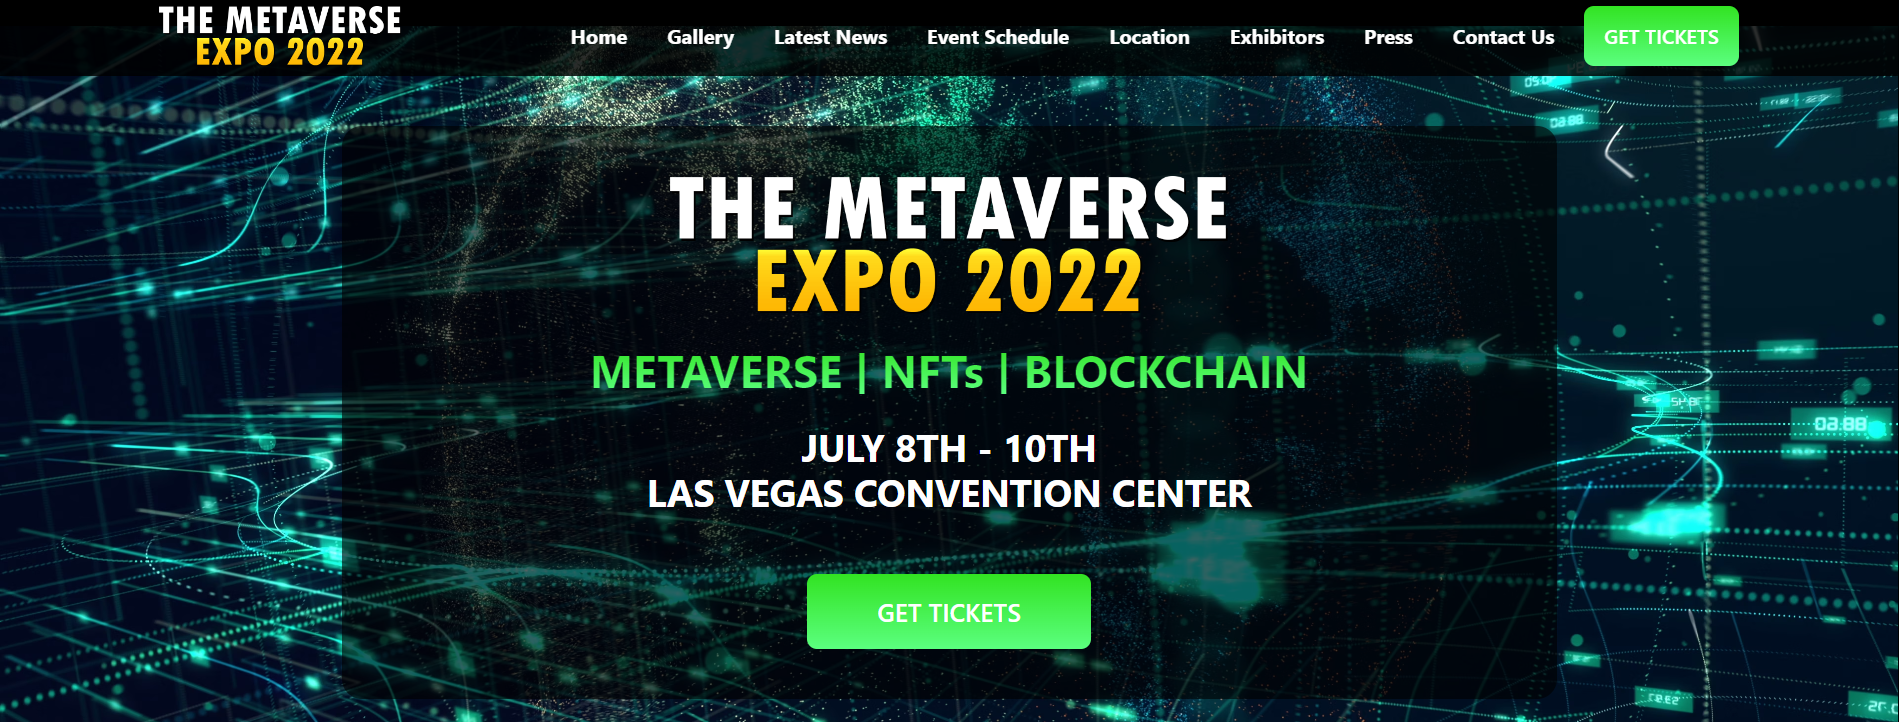 THE METAVERSE
EXPO 2022
Home
Gallery
Latest News
Event Schedule
Location
Exhibitors
Press
Contact Us
GET TICKETS
THE METAVERSE
EXPO 2022
METAVERSE | NFTs | BLOCKCHAIN
JULY 8TH - 10TH
LAS VEGAS CONVENTION CENTER
GET TICKETS